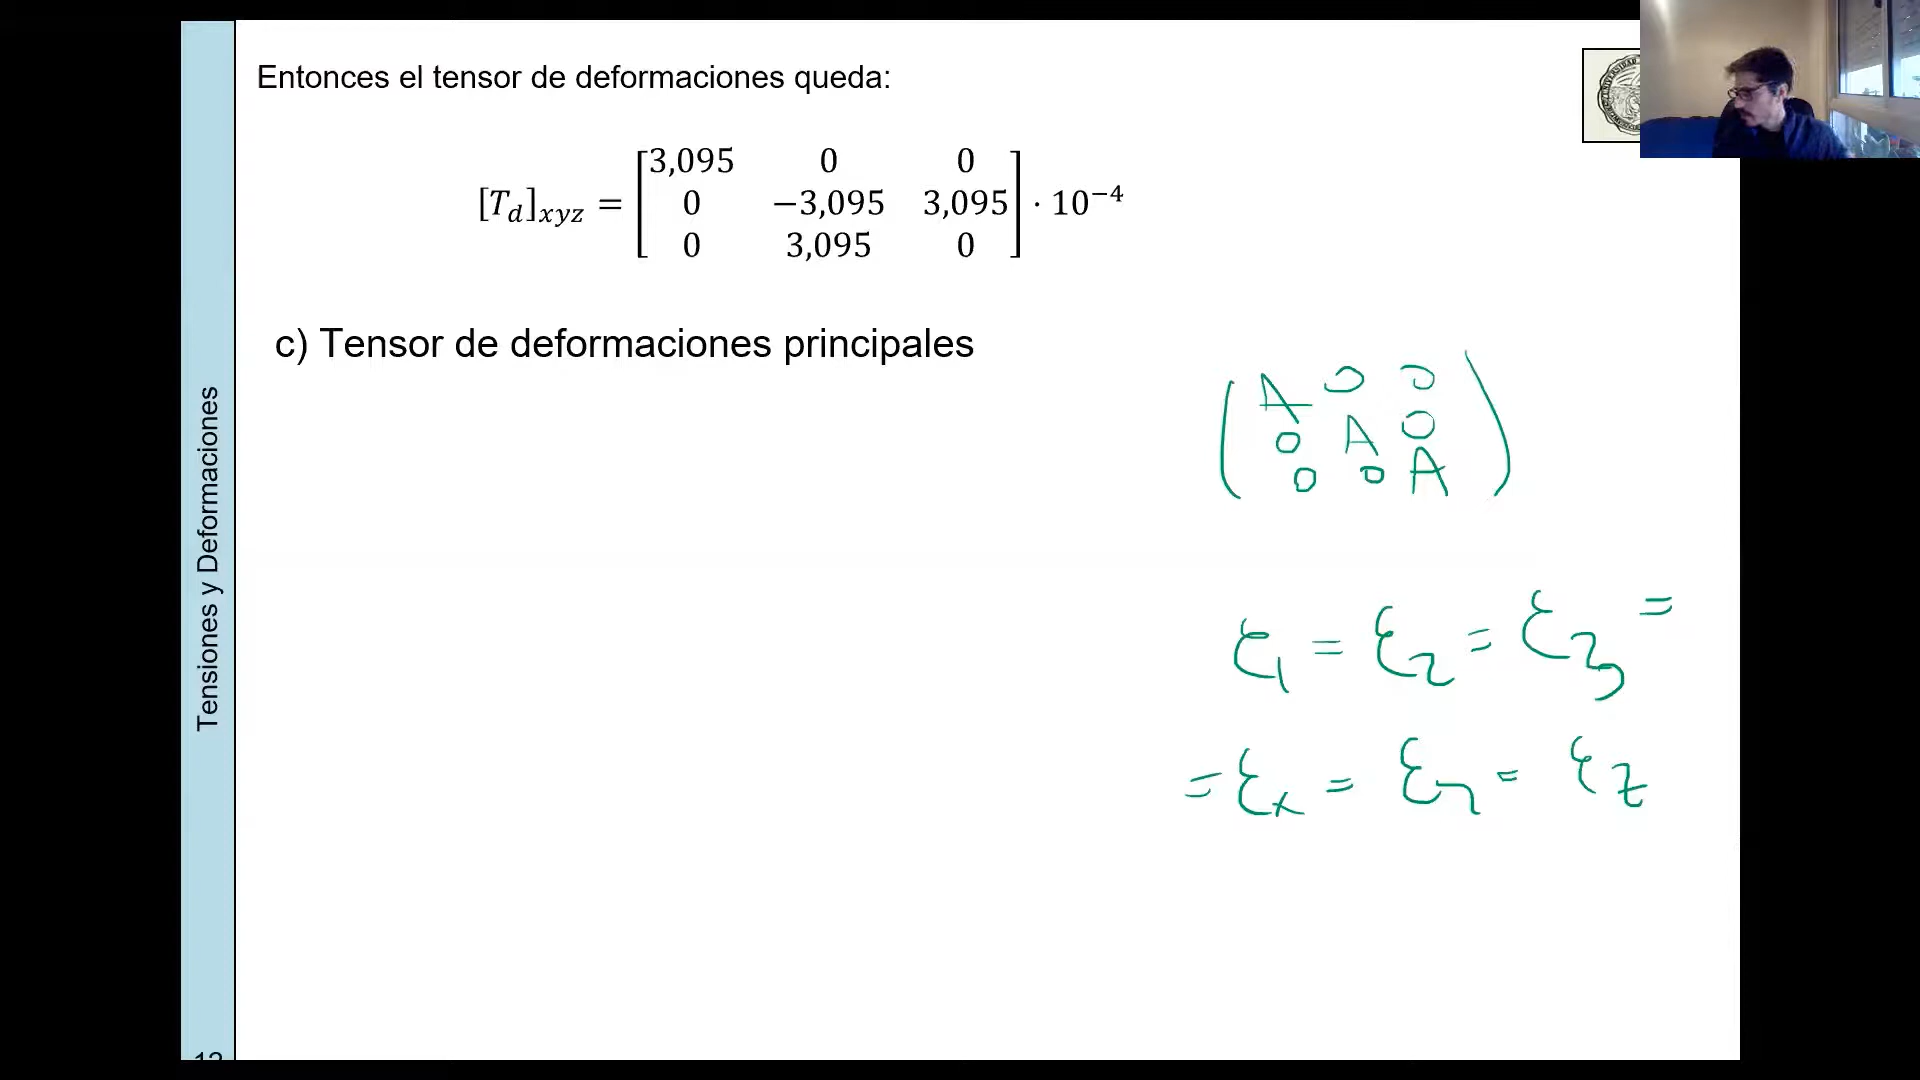 Entonces el tensor de deformaciones queda:
[T_d]_xyz = [3,095 0 0
0 −3,095 3,095
0 3,095 0] · 10^−4
c) Tensor de deformaciones principales
(A 0 0
0 A 0
0 0 A)
ε1 = ε2 = ε3 =
= εx = εy = εz
Tensiones y Deformaciones